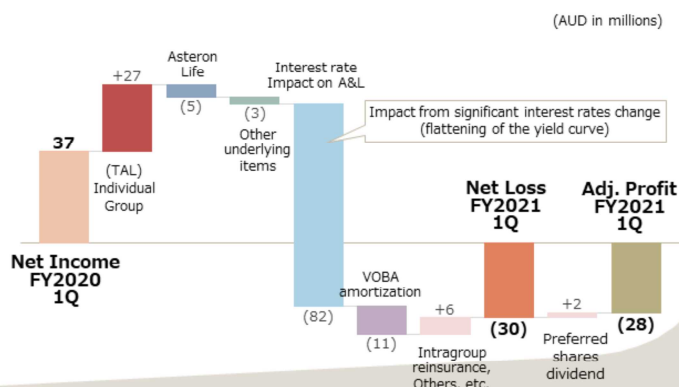 (AUD in millions)
+27
Asteron
Life
Interest rate
Impact on A&L
(5)
(3)
Impact from significant interest rates change
(flattening of the yield curve)
37
Other
underlying
items
(TAL)
Individual
Group
Net Loss
FY2021
1Q
Adj. Profit
FY2021
1Q
Net Income
FY2020
1Q
VOBA
amortization
(82)
+6
+2
(11)
(30)
(28)
Intragroup
reinsurance,
Others, etc.
Preferred
shares
dividend